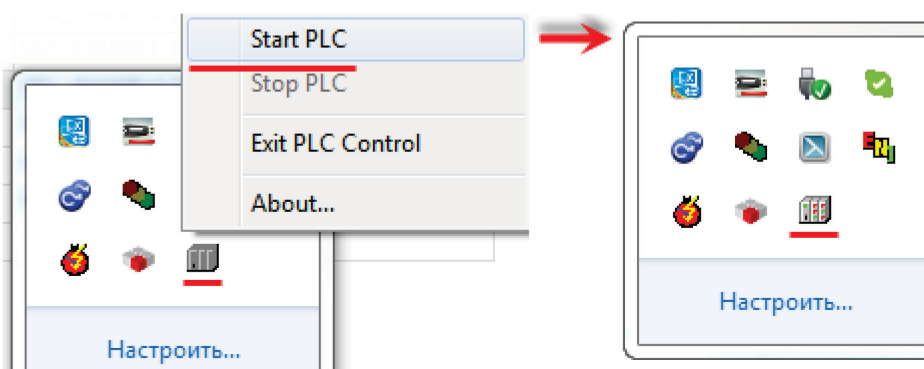 Start PLC
Stop PLC
Exit PLC Control
About...
Настроить...
Настроить...